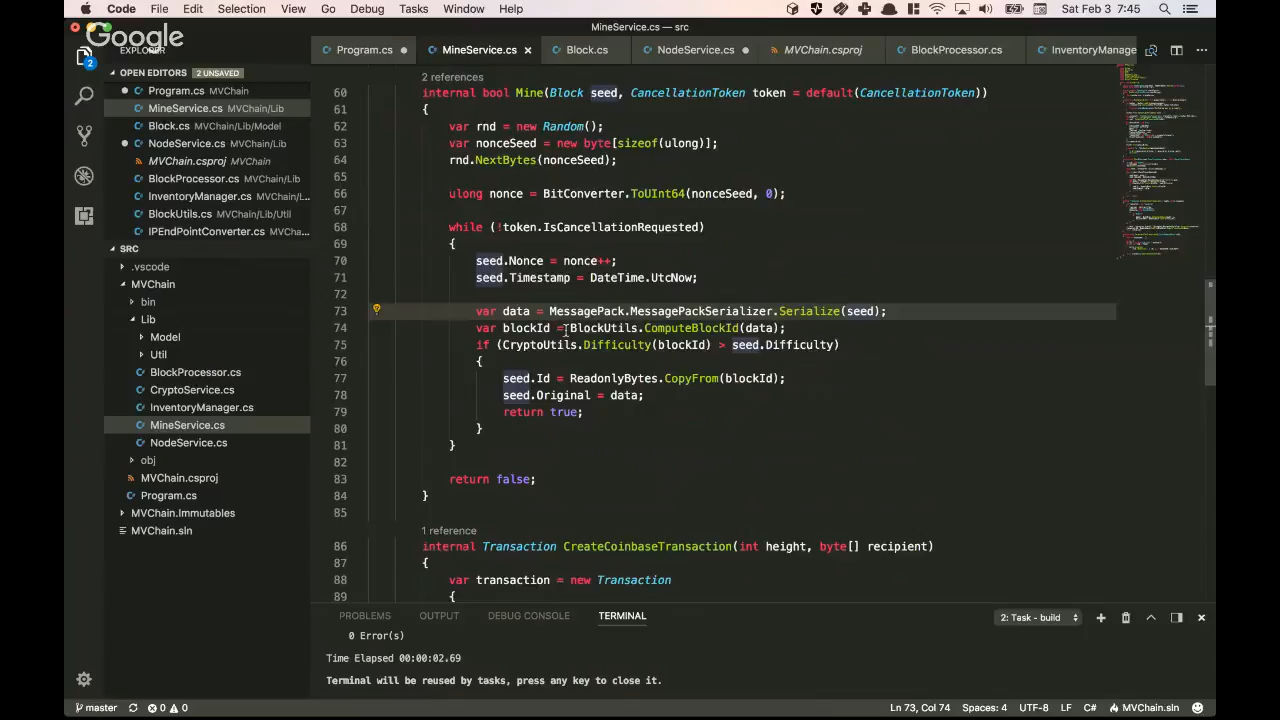 Code File Edit Selection View Go Debug Tasks Window Help Sat Feb 3 7:45
MineService.cs — src
Google
EXPLORER
Program.cs MineService.cs × Block.cs NodeService.cs MVChain.csproj BlockProcessor.cs InventoryManage
2
OPEN EDITORS 2 UNSAVED
Program.cs MVChain
MineService.cs MVChain/Lib
Block.cs MVChain/Lib/Model
NodeService.cs MVChain/Lib
MVChain.csproj MVChain
BlockProcessor.cs MVChain/Lib
InventoryManager.cs MVChain/Lib
BlockUtils.cs MVChain/Lib/Util
IPEndPointConverter.cs MVCha...
SRC
.vscode
MVChain
bin
Lib
Model
Util
BlockProcessor.cs
CryptoService.cs
InventoryManager.cs
MineService.cs
NodeService.cs
obj
MVChain.csproj
Program.cs
MVChain.Immutables
MVChain.sln
2 references
60 internal bool Mine(Block seed, CancellationToken token = default(CancellationToken))
61 {
62 var rnd = new Random();
63 var nonceSeed = new byte[sizeof(ulong)];
64 rnd.NextBytes(nonceSeed);
65
66 ulong nonce = BitConverter.ToUInt64(nonceSeed, 0);
67
68 while (!token.IsCancellationRequested)
69 {
70 seed.Nonce = nonce++;
71 seed.Timestamp = DateTime.UtcNow;
72
73 var data = MessagePack.MessagePackSerializer.Serialize(seed);
74 var blockId = BlockUtils.ComputeBlockId(data);
75 if (CryptoUtils.Difficulty(blockId) > seed.Difficulty)
76 {
77 seed.Id = ReadonlyBytes.CopyFrom(blockId);
78 seed.Original = data;
79 return true;
80 }
81 }
82
83 return false;
84 }
85
1 reference
86 internal Transaction CreateCoinbaseTransaction(int height, byte[] recipient)
87 {
88 var transaction = new Transaction
89 {
PROBLEMS OUTPUT DEBUG CONSOLE TERMINAL 2: Task - build
0 Error(s)
Time Elapsed 00:00:02.69
Terminal will be reused by tasks, press any key to close it.
master 0 0 Ln 73, Col 74 Spaces: 4 UTF-8 LF C# MVChain.sln